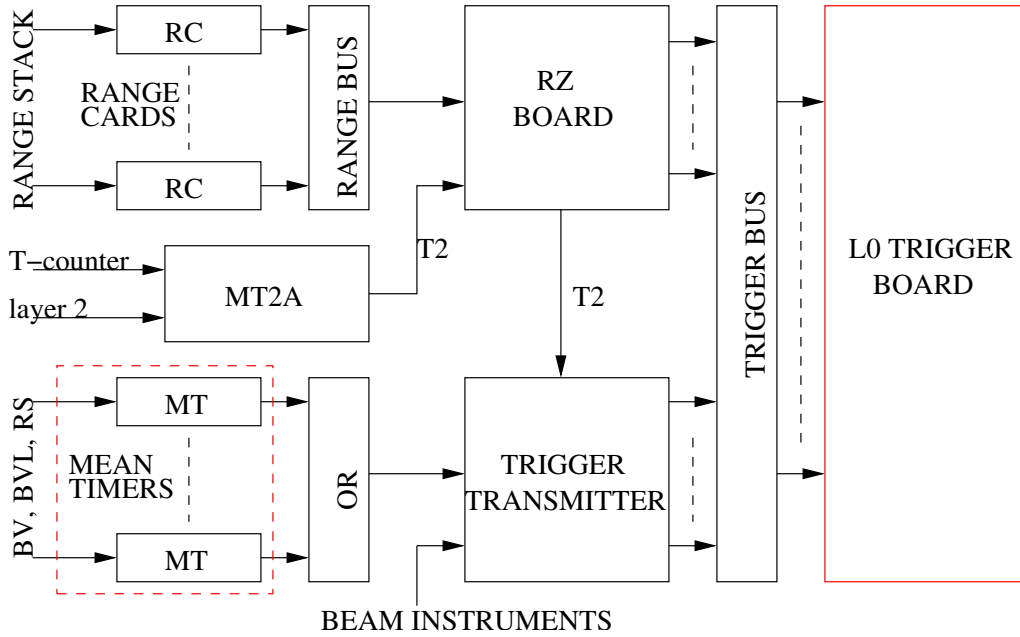 RANGE STACK
RC
RANGE
CARDS
RC
RANGE BUS
RZ
BOARD
T-counter
layer 2
MT2A
T2
T2
TRIGGER BUS
L0 TRIGGER
BOARD
BV, BVL, RS
MT
MEAN
TIMERS
MT
OR
TRIGGER
TRANSMITTER
BEAM INSTRUMENTS